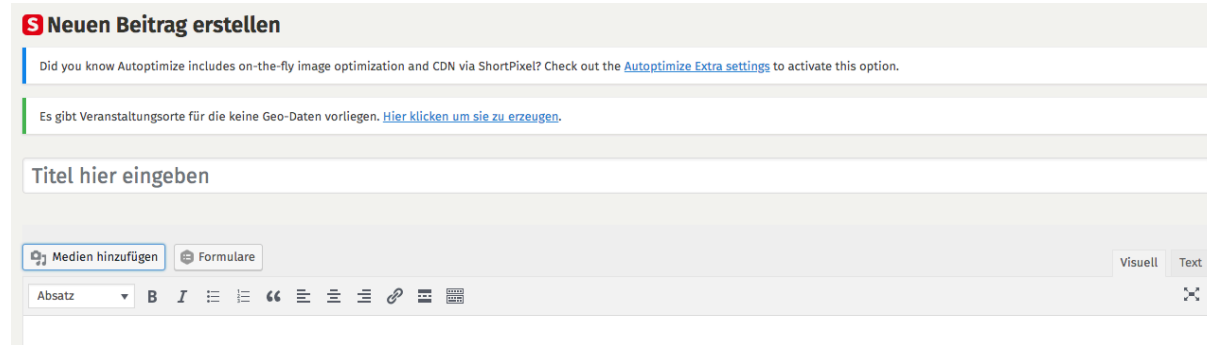 S Neuen Beitrag erstellen
Did you know Autoptimize includes on-the-fly image optimization and CDN via ShortPixel? Check out the Autoptimize Extra settings to activate this option.
Es gibt Veranstaltungsorte für die keine Geo-Daten vorliegen. Hier klicken um sie zu erzeugen.
Titel hier eingeben
Medien hinzufügen Formulare
Visuell Text
Absatz B I